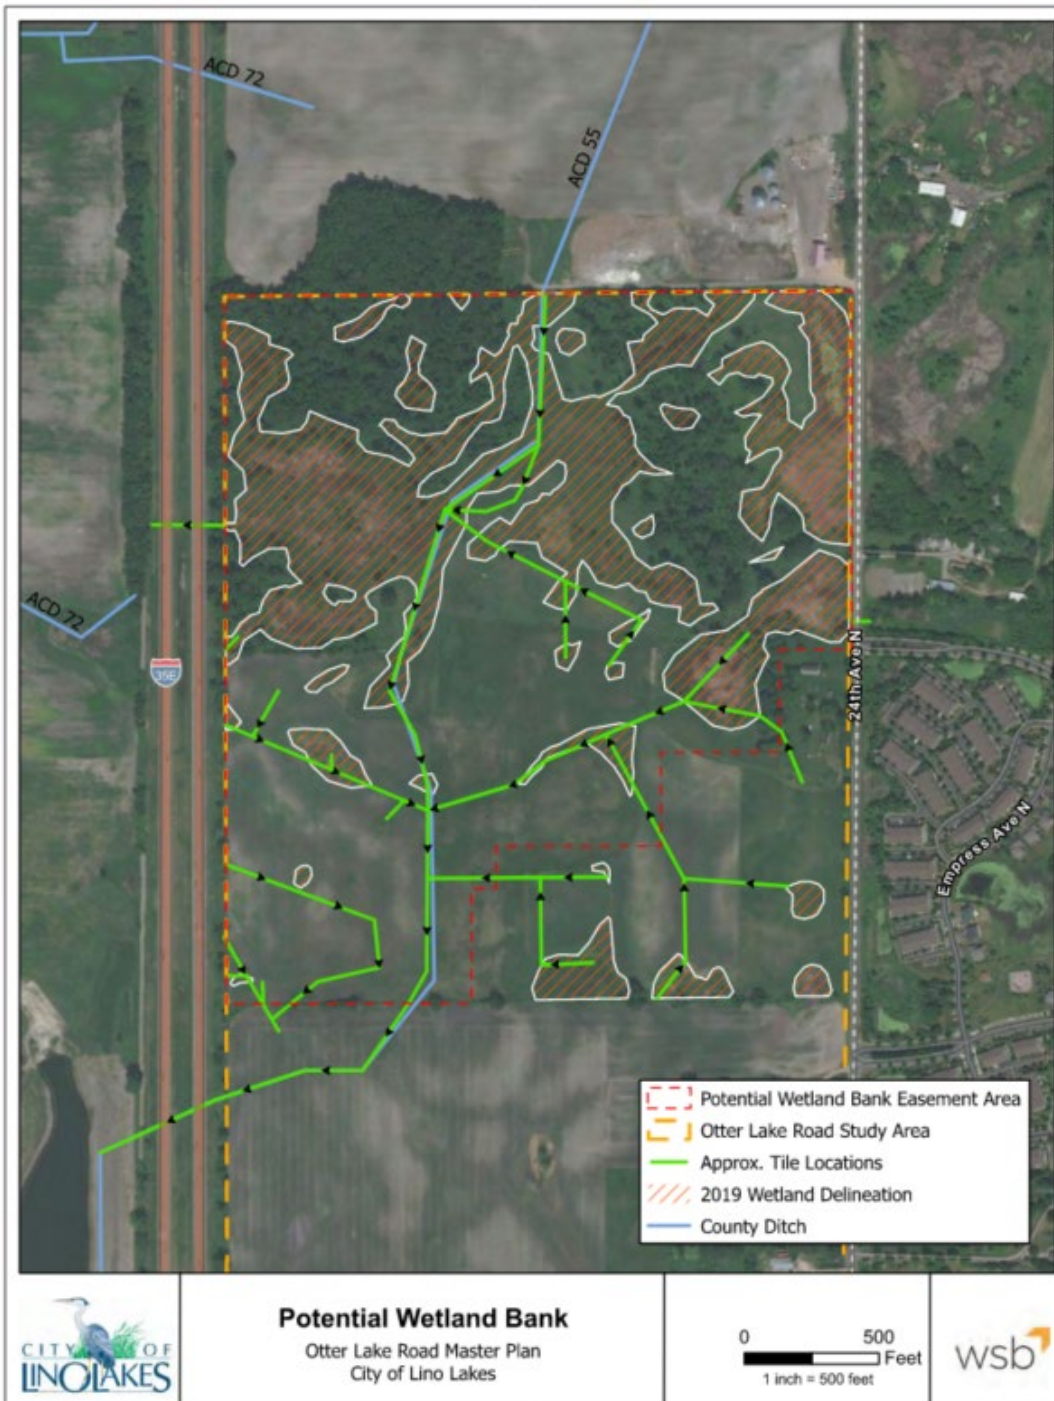 ACD 72
ACD 55
ACD 72
35E
24th Ave N
Empress Ave N
Potential Wetland Bank Easement Area
Otter Lake Road Study Area
Approx. Tile Locations
2019 Wetland Delineation
County Ditch
CITY OF
LINO LAKES
Potential Wetland Bank
Otter Lake Road Master Plan
City of Lino Lakes
0 500
Feet
1 inch = 500 feet
wsb